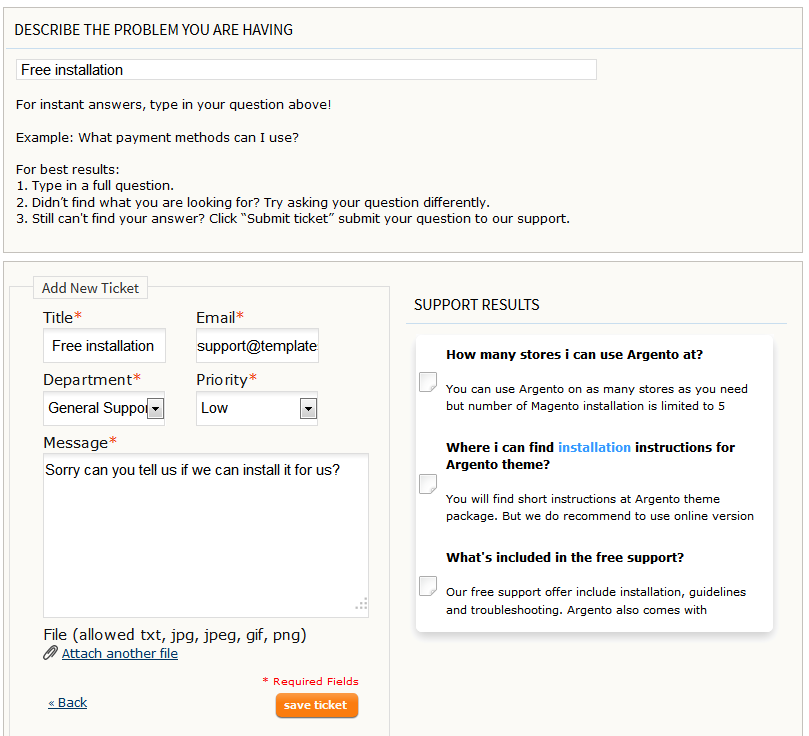 DESCRIBE THE PROBLEM YOU ARE HAVING
Free installation
For instant answers, type in your question above!
Example: What payment methods can I use?
For best results:
1. Type in a full question.
2. Didn’t find what you are looking for? Try asking your question differently.
3. Still can't find your answer? Click “Submit ticket” submit your question to our support.
Add New Ticket
Title*
Email*
Free installation
support@template
Department*
Priority*
General Suppor
Low
Message*
Sorry can you tell us if we can install it for us?
File (allowed txt, jpg, jpeg, gif, png)
Attach another file
* Required Fields
« Back
save ticket
SUPPORT RESULTS
How many stores i can use Argento at?
You can use Argento on as many stores as you need
but number of Magento installation is limited to 5
Where i can find installation instructions for
Argento theme?
You will find short instructions at Argento theme
package. But we do recommend to use online version
What's included in the free support?
Our free support offer include installation, guidelines
and troubleshooting. Argento also comes with